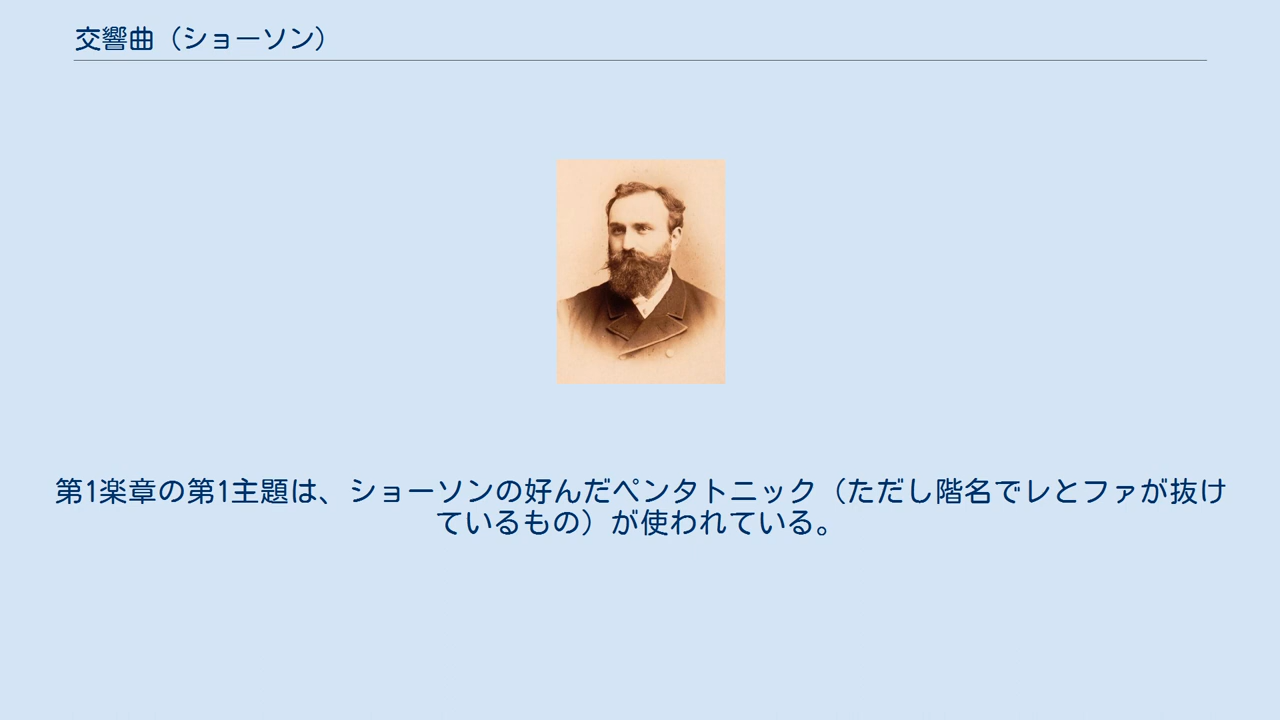 交響曲（ショーソン）
第1楽章の第1主題は、ショーソンの好んだペンタトニック（ただし階名でレとファが抜け
ているもの）が使われている。